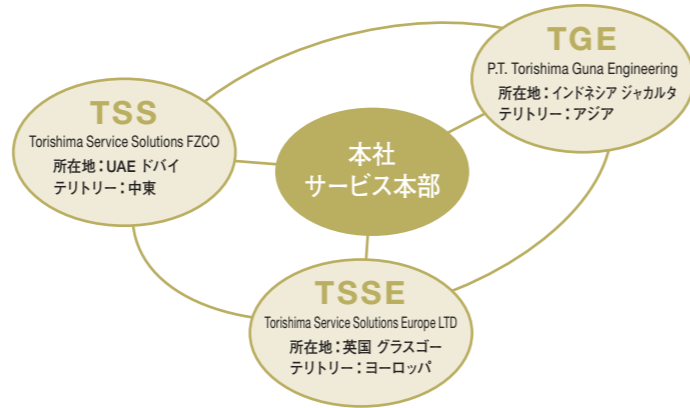 TGE
P.T. Torishima Guna Engineering
所在地：インドネシア ジャカルタ
テリトリー：アジア
TSS
Torishima Service Solutions FZCO
所在地：UAE ドバイ
テリトリー：中東
本社
サービス本部
TSSE
Torishima Service Solutions Europe LTD
所在地：英国 グラスゴー
テリトリー：ヨーロッパ